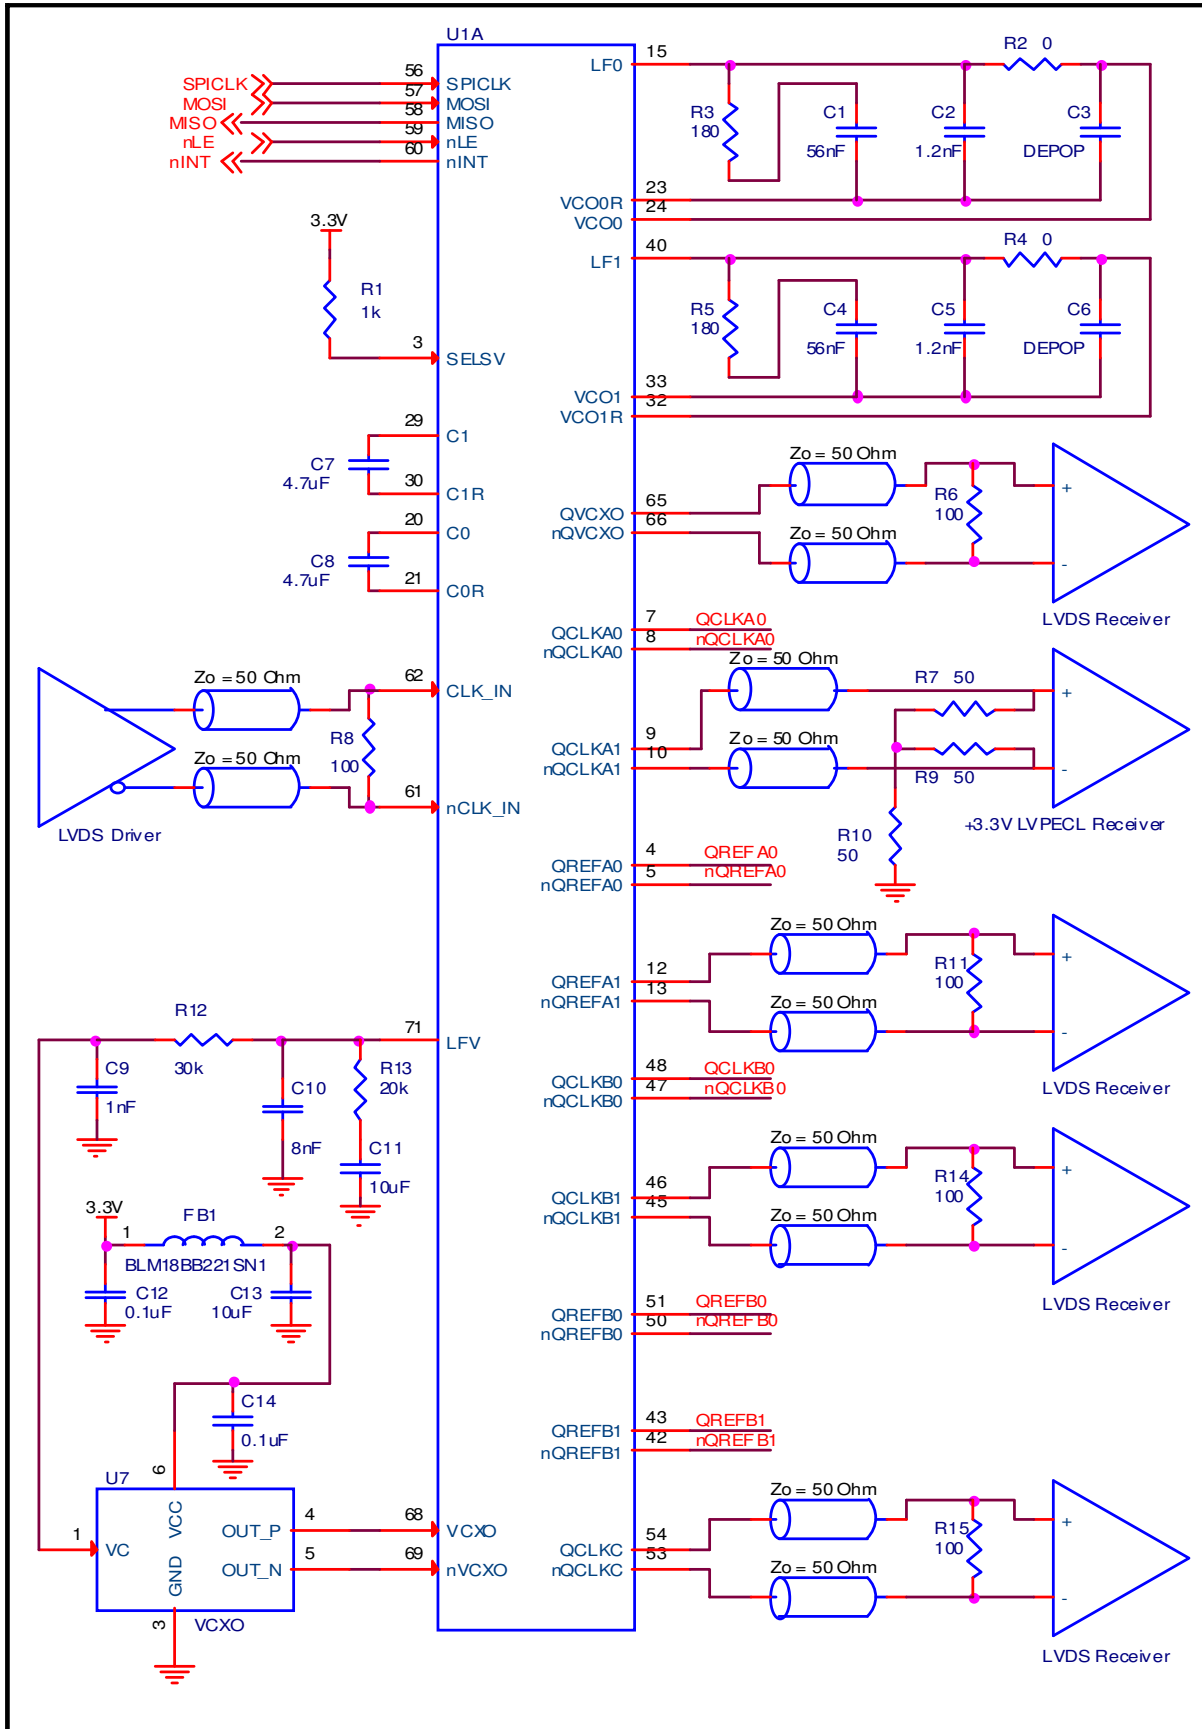 U1A
56
SPICLK
SPICLK
57
MOSI
MOSI
58
MISO
MISO
59
nLE
nLE
60
nINT
nINT
3.3V
R1
1k
3
SELSV
29
C1
C7
4.7uF
30
C1R
20
C0
C8
4.7uF
21
C0R
Zo = 50 Ohm
62
CLK_IN
R8
100
Zo = 50 Ohm
61
nCLK_IN
LVDS Driver
R12
30k
71
LFV
C9
1nF
C10
8nF
R13
20k
C11
10uF
3.3V
1
FB1
2
BLM18BB221SN1
C12
0.1uF
C13
10uF
C14
0.1uF
U7
6
VCC
1
VC
GND
3
OUT_P
4
OUT_N
5
VCXO
68
VCXO
69
nVCXO
15
LF0
R2 0
R3
180
C1
56nF
C2
1.2nF
C3
DEPOP
23
VCO0R
24
VCO0
40
LF1
R4 0
R5
180
C4
56nF
C5
1.2nF
C6
DEPOP
33
VCO1
32
VCO1R
Zo = 50 Ohm
65
QVCXO
66
nQVCXO
Zo = 50 Ohm
R6
100
+
-
LVDS Receiver
7
QCLKA0
QCLKA0
8
nQCLKA0
nQCLKA0
Zo = 50 Ohm
9
QCLKA1
10
nQCLKA1
Zo = 50 Ohm
R7 50
R9 50
+
-
+3.3V LVPECL Receiver
R10
50
4
QREFA0
QREFA0
5
nQREFA0
nQREFA0
Zo = 50 Ohm
12
QREFA1
13
nQREFA1
Zo = 50 Ohm
R11
100
+
-
LVDS Receiver
48
QCLKB0
QCLKB0
47
nQCLKB0
nQCLKB0
Zo = 50 Ohm
46
QCLKB1
45
nQCLKB1
Zo = 50 Ohm
R14
100
+
-
LVDS Receiver
51
QREFB0
QREFB0
50
nQREFB0
nQREFB0
43
QREFB1
QREFB1
42
nQREFB1
nQREFB1
Zo = 50 Ohm
54
QCLKC
53
nQCLKC
Zo = 50 Ohm
R15
100
+
-
LVDS Receiver